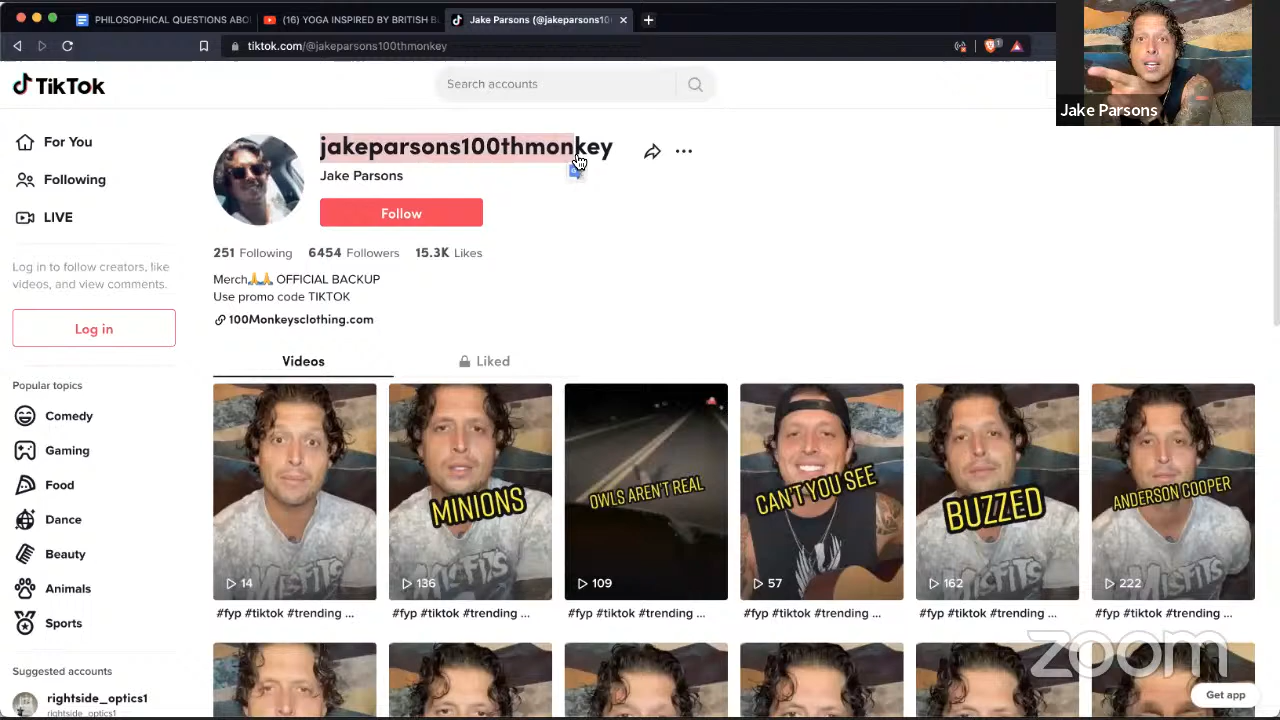 PHILOSOPHICAL QUESTIONS ABO
(16) YOGA INSPIRED BY BRITISH B
Jake Parsons (@jakeparsons10
tiktok.com/@jakeparsons100thmonkey
1
Jake Parsons
TikTok
Search accounts
For You
Following
LIVE
Log in to follow creators, like
videos, and view comments.
Log in
Popular topics
Comedy
Gaming
Food
Dance
Beauty
Animals
Sports
Suggested accounts
rightside_optics1
rightside_optics1
jakeparsons100thmonkey
Jake Parsons
Follow
251 Following 6454 Followers 15.3K Likes
Merch🙏🙏 OFFICIAL BACKUP
Use promo code TIKTOK
100Monkeysclothing.com
Videos
Liked
MINIONS
OWLS AREN'T REAL
CAN'T YOU SEE
BUZZED
ANDERSON COOPER
MISFITS
14
136
109
57
162
222
#fyp #tiktok #trending ...
#fyp #tiktok #trending ...
#fyp #tiktok #trending ...
#fyp #tiktok #trending ...
#fyp #tiktok #trending ...
#fyp #tiktok #trending ...
zoom
Get app